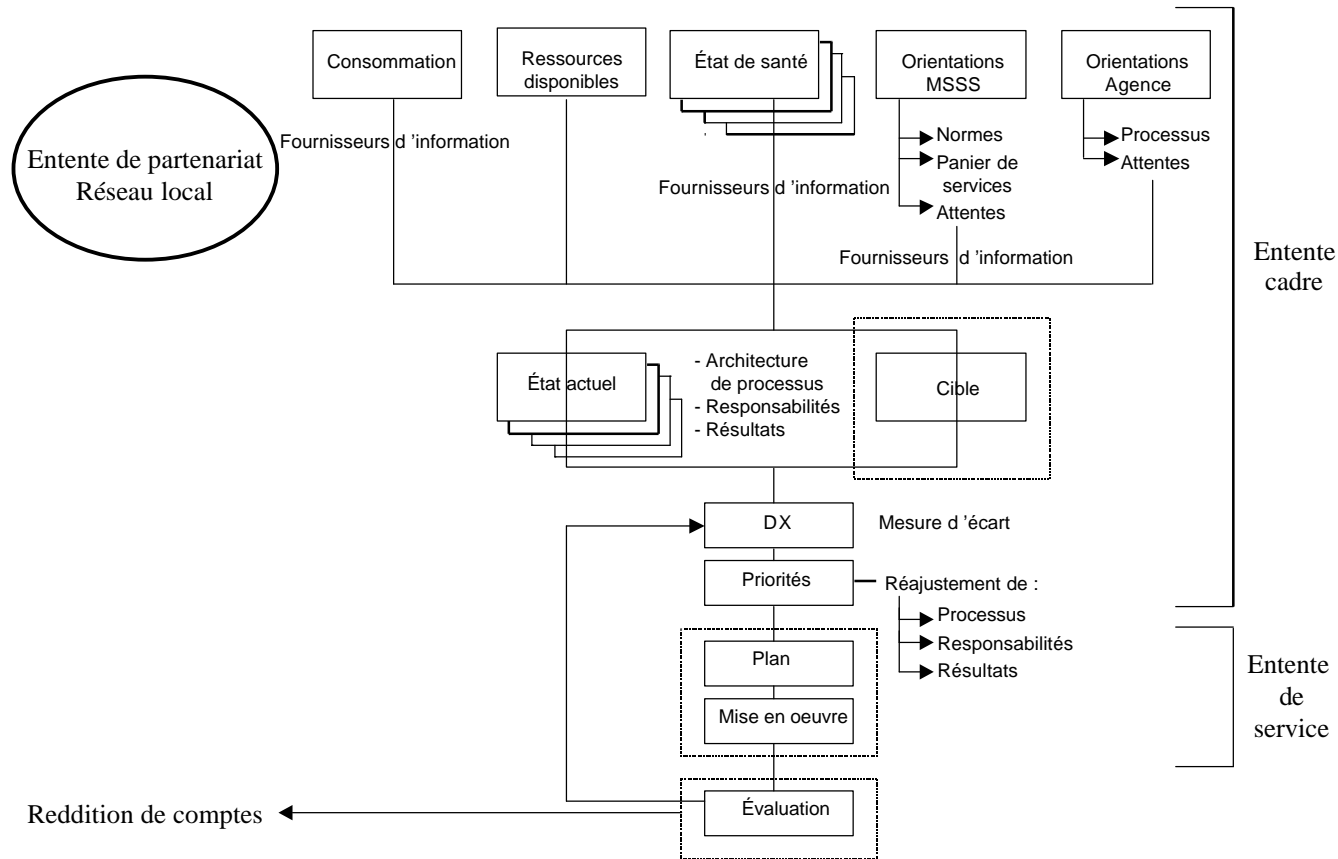 Consommation
Ressources
disponibles
État de santé
Orientations
MSSS
Orientations
Agence
Entente de partenariat
Réseau local
Fournisseurs d ’information
Fournisseurs d ’information
Normes
Panier de
services
Attentes
Processus
Attentes
Fournisseurs d ’information
Entente
cadre
État actuel
- Architecture
de processus
- Responsabilités
- Résultats
Cible
DX
Mesure d ’écart
Priorités
Réajustement de :
Processus
Responsabilités
Résultats
Plan
Mise en oeuvre
Entente
de
service
Évaluation
Reddition de comptes